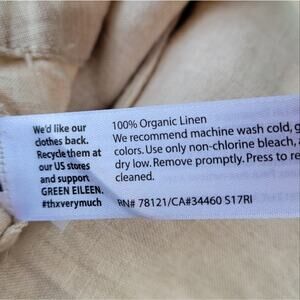 We'd like our
clothes back.
Recycle them at
our US stores
and support
GREEN EILEEN.
#thxverymuch
100% Organic Linen
We recommend machine wash cold, g
colors. Use only non-chlorine bleach, a
dry low. Remove promptly. Press to re
cleaned.
RN# 78121/CA#34460 S17RI